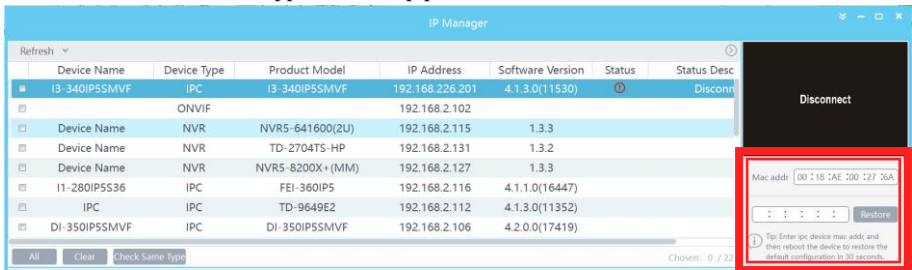 IP Manager
Refresh
Device Name Device Type Product Model IP Address Software Version Status Status Desc
I3-340IP5SMVF IPC I3-340IP5SMVF 192.168.226.201 4.1.3.0(11530) Disconn
ONVIF 192.168.2.102
Device Name NVR NVR5-641600(2U) 192.168.2.115 1.3.3
Device Name NVR TD-2704TS-HP 192.168.2.131 1.3.2
Device Name NVR NVR5-8200X+(MM) 192.168.2.127 1.3.3
I1-280IP5S36 IPC FEI-360IP5 192.168.2.116 4.1.1.0(16447)
IPC TD-9649E2 192.168.2.112 4.1.3.0(11352)
DI-350IP5SMVF IPC DI-350IP5SMVF 192.168.2.106 4.2.0.0(17419)
All Clear Check Same Type Chosen: 0 / 22
Disconnect
Mac addr 00 : 18 : AE : 00 : 27 : 6A
: : : : : Restore
Tip: Enter ipc device mac addr, and
then reboot the device to restore the
default configuration in 30 seconds.